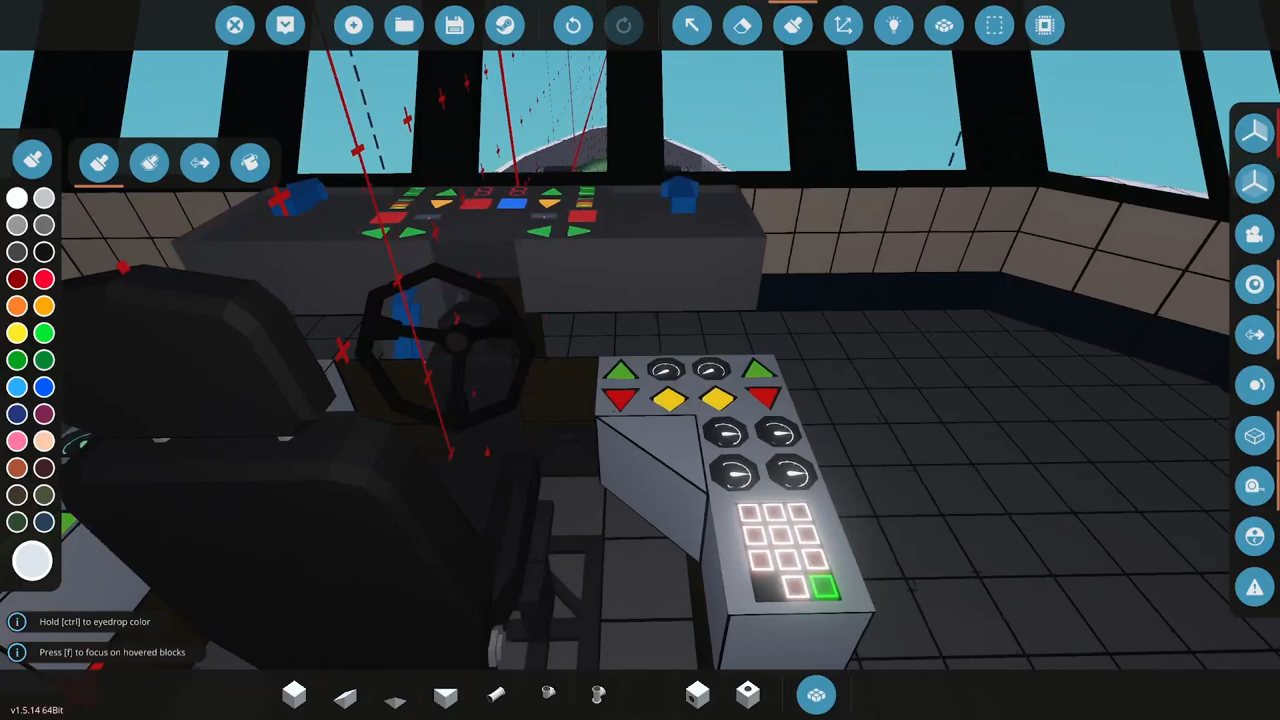 Hold [ctrl] to eyedrop color
Press [f] to focus on hovered blocks
v1.5.14 64Bit